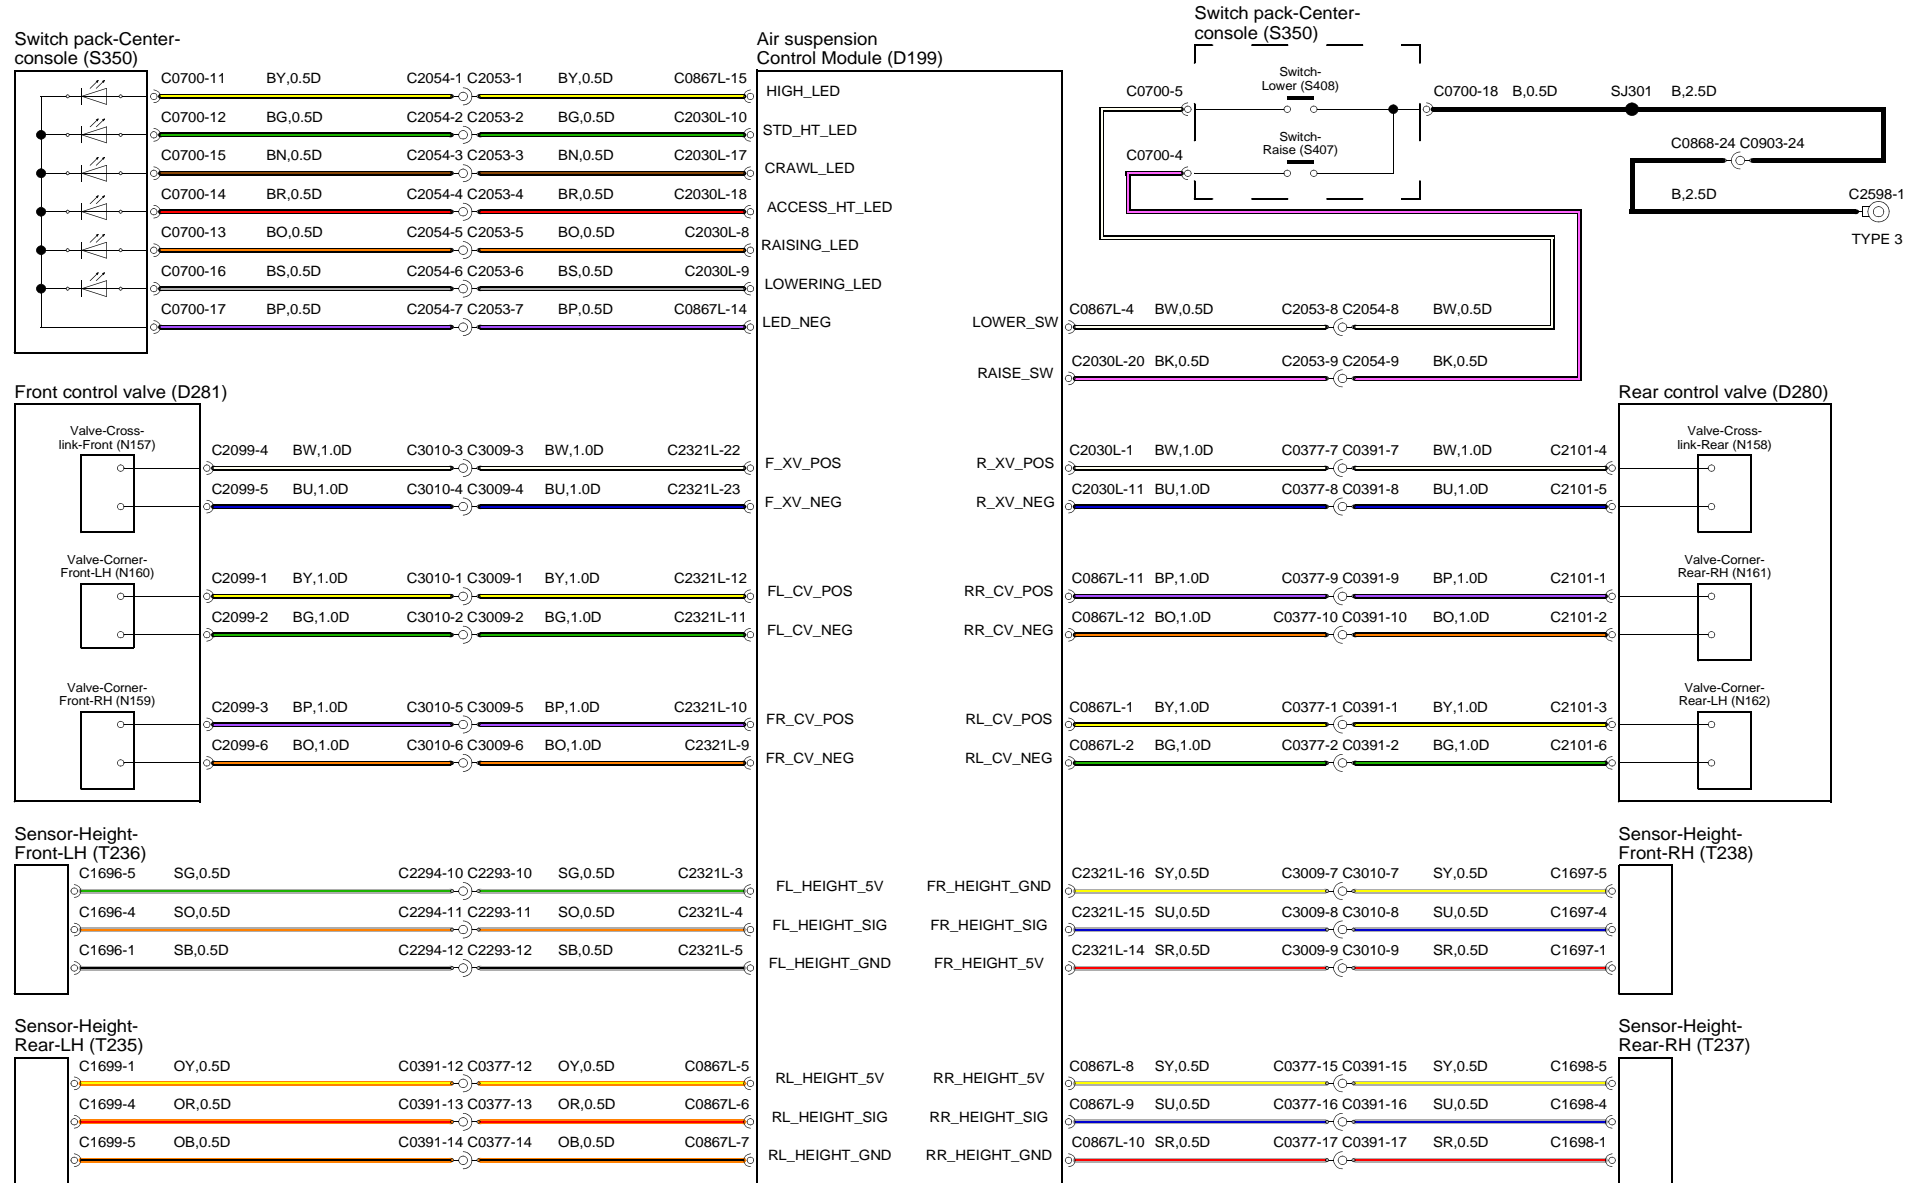 Switch pack-Center-
console (S350)
C0700-11 BY,0.5D C2054-1 C2053-1 BY,0.5D C0867L-15
C0700-12 BG,0.5D C2054-2 C2053-2 BG,0.5D C2030L-10
C0700-15 BN,0.5D C2054-3 C2053-3 BN,0.5D C2030L-17
C0700-14 BR,0.5D C2054-4 C2053-4 BR,0.5D C2030L-18
C0700-13 BO,0.5D C2054-5 C2053-5 BO,0.5D C2030L-8
C0700-16 BS,0.5D C2054-6 C2053-6 BS,0.5D C2030L-9
C0700-17 BP,0.5D C2054-7 C2053-7 BP,0.5D C0867L-14
Air suspension
Control Module (D199)
HIGH_LED
STD_HT_LED
CRAWL_LED
ACCESS_HT_LED
RAISING_LED
LOWERING_LED
LED_NEG
Switch pack-Center-
console (S350)
Switch-
Lower (S408)
Switch-
Raise (S407)
C0700-5
C0700-4
C0700-18 B,0.5D SJ301 B,2.5D
C0868-24 C0903-24
B,2.5D C2598-1
TYPE 3
LOWER_SW C0867L-4 BW,0.5D C2053-8 C2054-8 BW,0.5D
RAISE_SW C2030L-20 BK,0.5D C2053-9 C2054-9 BK,0.5D
Front control valve (D281)
Valve-Cross-
link-Front (N157)
C2099-4 BW,1.0D C3010-3 C3009-3 BW,1.0D C2321L-22 F_XV_POS
C2099-5 BU,1.0D C3010-4 C3009-4 BU,1.0D C2321L-23 F_XV_NEG
Valve-Corner-
Front-LH (N160)
C2099-1 BY,1.0D C3010-1 C3009-1 BY,1.0D C2321L-12 FL_CV_POS
C2099-2 BG,1.0D C3010-2 C3009-2 BG,1.0D C2321L-11 FL_CV_NEG
Valve-Corner-
Front-RH (N159)
C2099-3 BP,1.0D C3010-5 C3009-5 BP,1.0D C2321L-10 FR_CV_POS
C2099-6 BO,1.0D C3010-6 C3009-6 BO,1.0D C2321L-9 FR_CV_NEG
Rear control valve (D280)
Valve-Cross-
link-Rear (N158)
R_XV_POS C2030L-1 BW,1.0D C0377-7 C0391-7 BW,1.0D C2101-4
R_XV_NEG C2030L-11 BU,1.0D C0377-8 C0391-8 BU,1.0D C2101-5
Valve-Corner-
Rear-RH (N161)
RR_CV_POS C0867L-11 BP,1.0D C0377-9 C0391-9 BP,1.0D C2101-1
RR_CV_NEG C0867L-12 BO,1.0D C0377-10 C0391-10 BO,1.0D C2101-2
Valve-Corner-
Rear-LH (N162)
RL_CV_POS C0867L-1 BY,1.0D C0377-1 C0391-1 BY,1.0D C2101-3
RL_CV_NEG C0867L-2 BG,1.0D C0377-2 C0391-2 BG,1.0D C2101-6
Sensor-Height-
Front-LH (T236)
C1696-5 SG,0.5D C2294-10 C2293-10 SG,0.5D C2321L-3 FL_HEIGHT_5V
C1696-4 SO,0.5D C2294-11 C2293-11 SO,0.5D C2321L-4 FL_HEIGHT_SIG
C1696-1 SB,0.5D C2294-12 C2293-12 SB,0.5D C2321L-5 FL_HEIGHT_GND
Sensor-Height-
Front-RH (T238)
FR_HEIGHT_GND C2321L-16 SY,0.5D C3009-7 C3010-7 SY,0.5D C1697-5
FR_HEIGHT_SIG C2321L-15 SU,0.5D C3009-8 C3010-8 SU,0.5D C1697-4
FR_HEIGHT_5V C2321L-14 SR,0.5D C3009-9 C3010-9 SR,0.5D C1697-1
Sensor-Height-
Rear-LH (T235)
C1699-1 OY,0.5D C0391-12 C0377-12 OY,0.5D C0867L-5 RL_HEIGHT_5V
C1699-4 OR,0.5D C0391-13 C0377-13 OR,0.5D C0867L-6 RL_HEIGHT_SIG
C1699-5 OB,0.5D C0391-14 C0377-14 OB,0.5D C0867L-7 RL_HEIGHT_GND
Sensor-Height-
Rear-RH (T237)
RR_HEIGHT_5V C0867L-8 SY,0.5D C0377-15 C0391-15 SY,0.5D C1698-5
RR_HEIGHT_SIG C0867L-9 SU,0.5D C0377-16 C0391-16 SU,0.5D C1698-4
RR_HEIGHT_GND C0867L-10 SR,0.5D C0377-17 C0391-17 SR,0.5D C1698-1